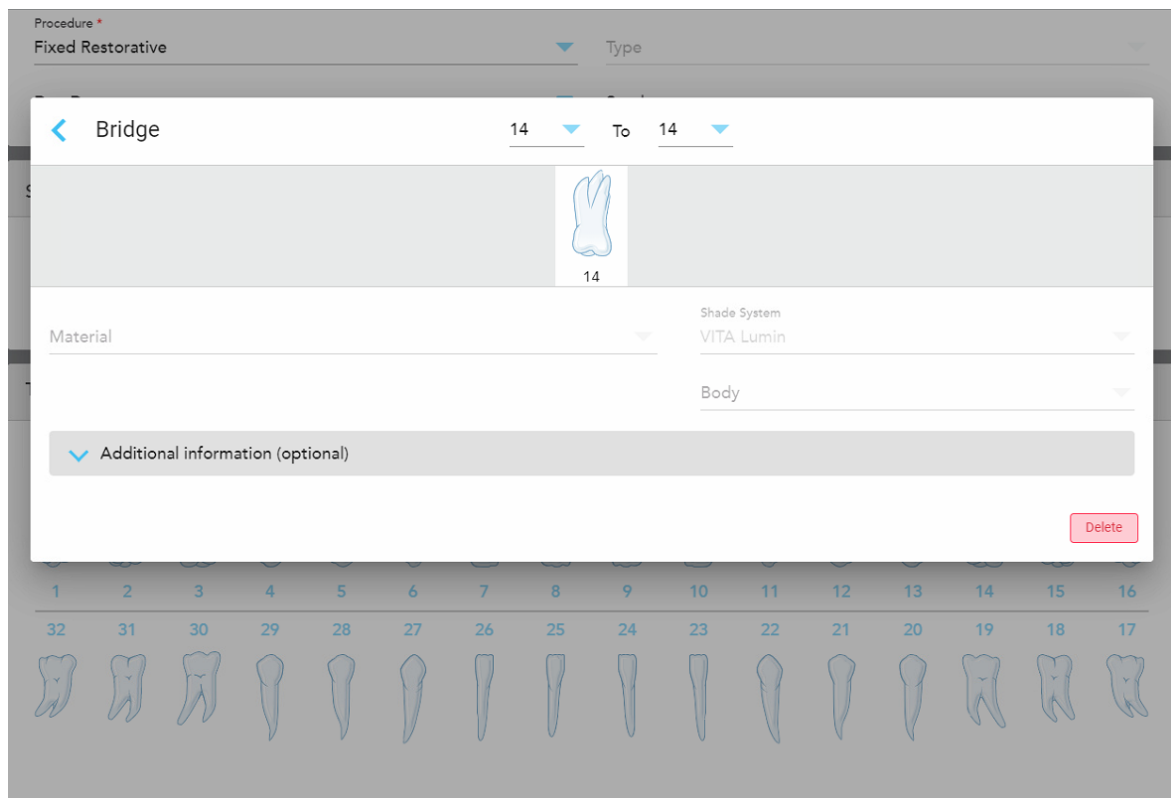 Procedure *
Fixed Restorative
Type
Bridge
14 To 14
14
Shade System
Material
VITA Lumin
Body
Additional information (optional)
Delete
1 2 3 4 5 6 7 8 9 10 11 12 13 14 15 16
32 31 30 29 28 27 26 25 24 23 22 21 20 19 18 17